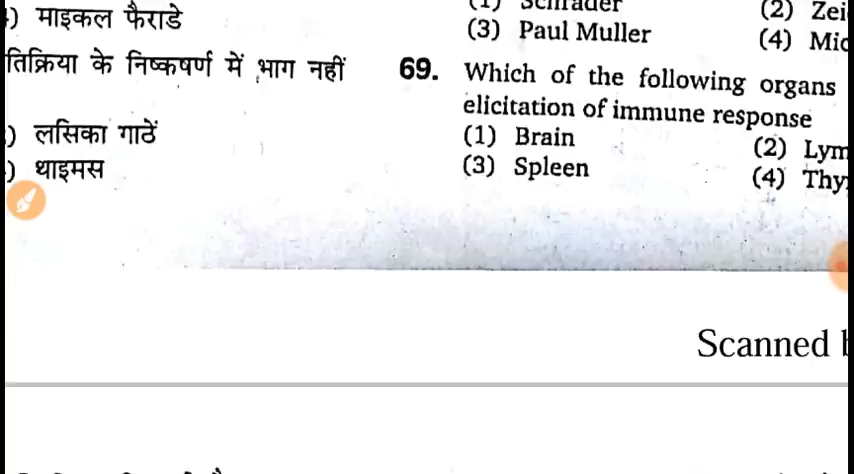 ) माइकल फैराडे
तिक्रिया के निष्कषर्ण में भाग नहीं
) लसिका गाठें
) थाइमस
(1) Schrader (2) Zei
(3) Paul Muller (4) Mic
69. Which of the following organs
elicitation of immune response
(1) Brain (2) Lym
(3) Spleen (4) Thy
Scanned